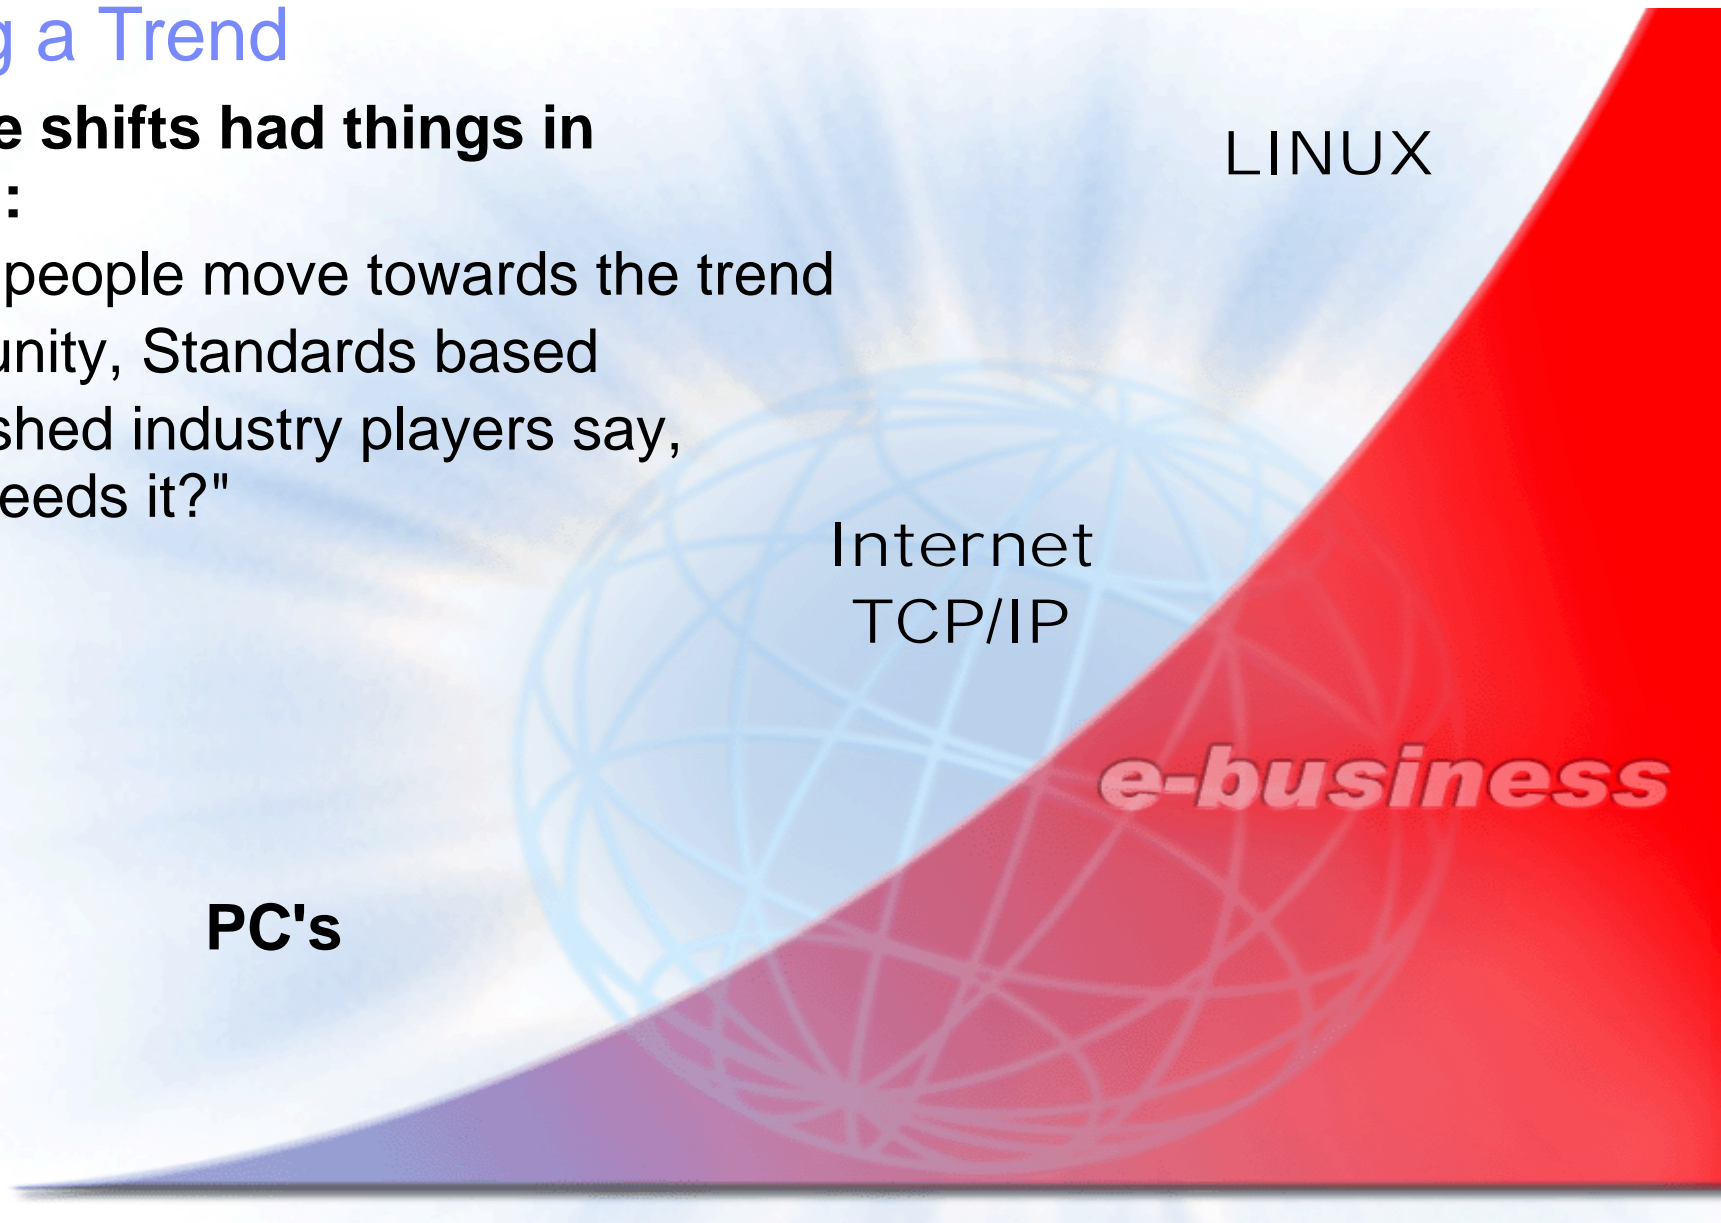 g a Trend
e shifts had things in
:
people move towards the trend
unity, Standards based
shed industry players say,
eeds it?"
LINUX
Internet
TCP/IP
e-business
PC's